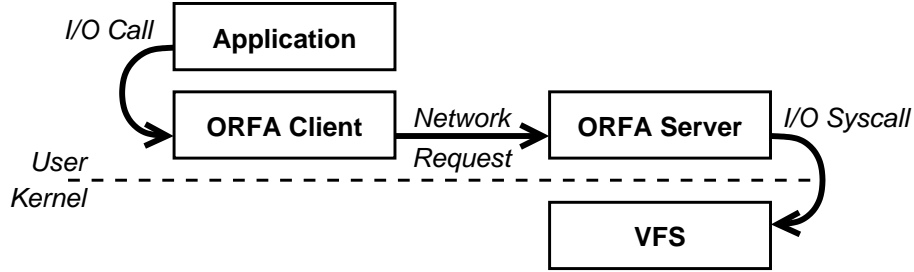 I/O Call
Application
ORFA Client
Network
Request
ORFA Server
I/O Syscall
User
Kernel
VFS